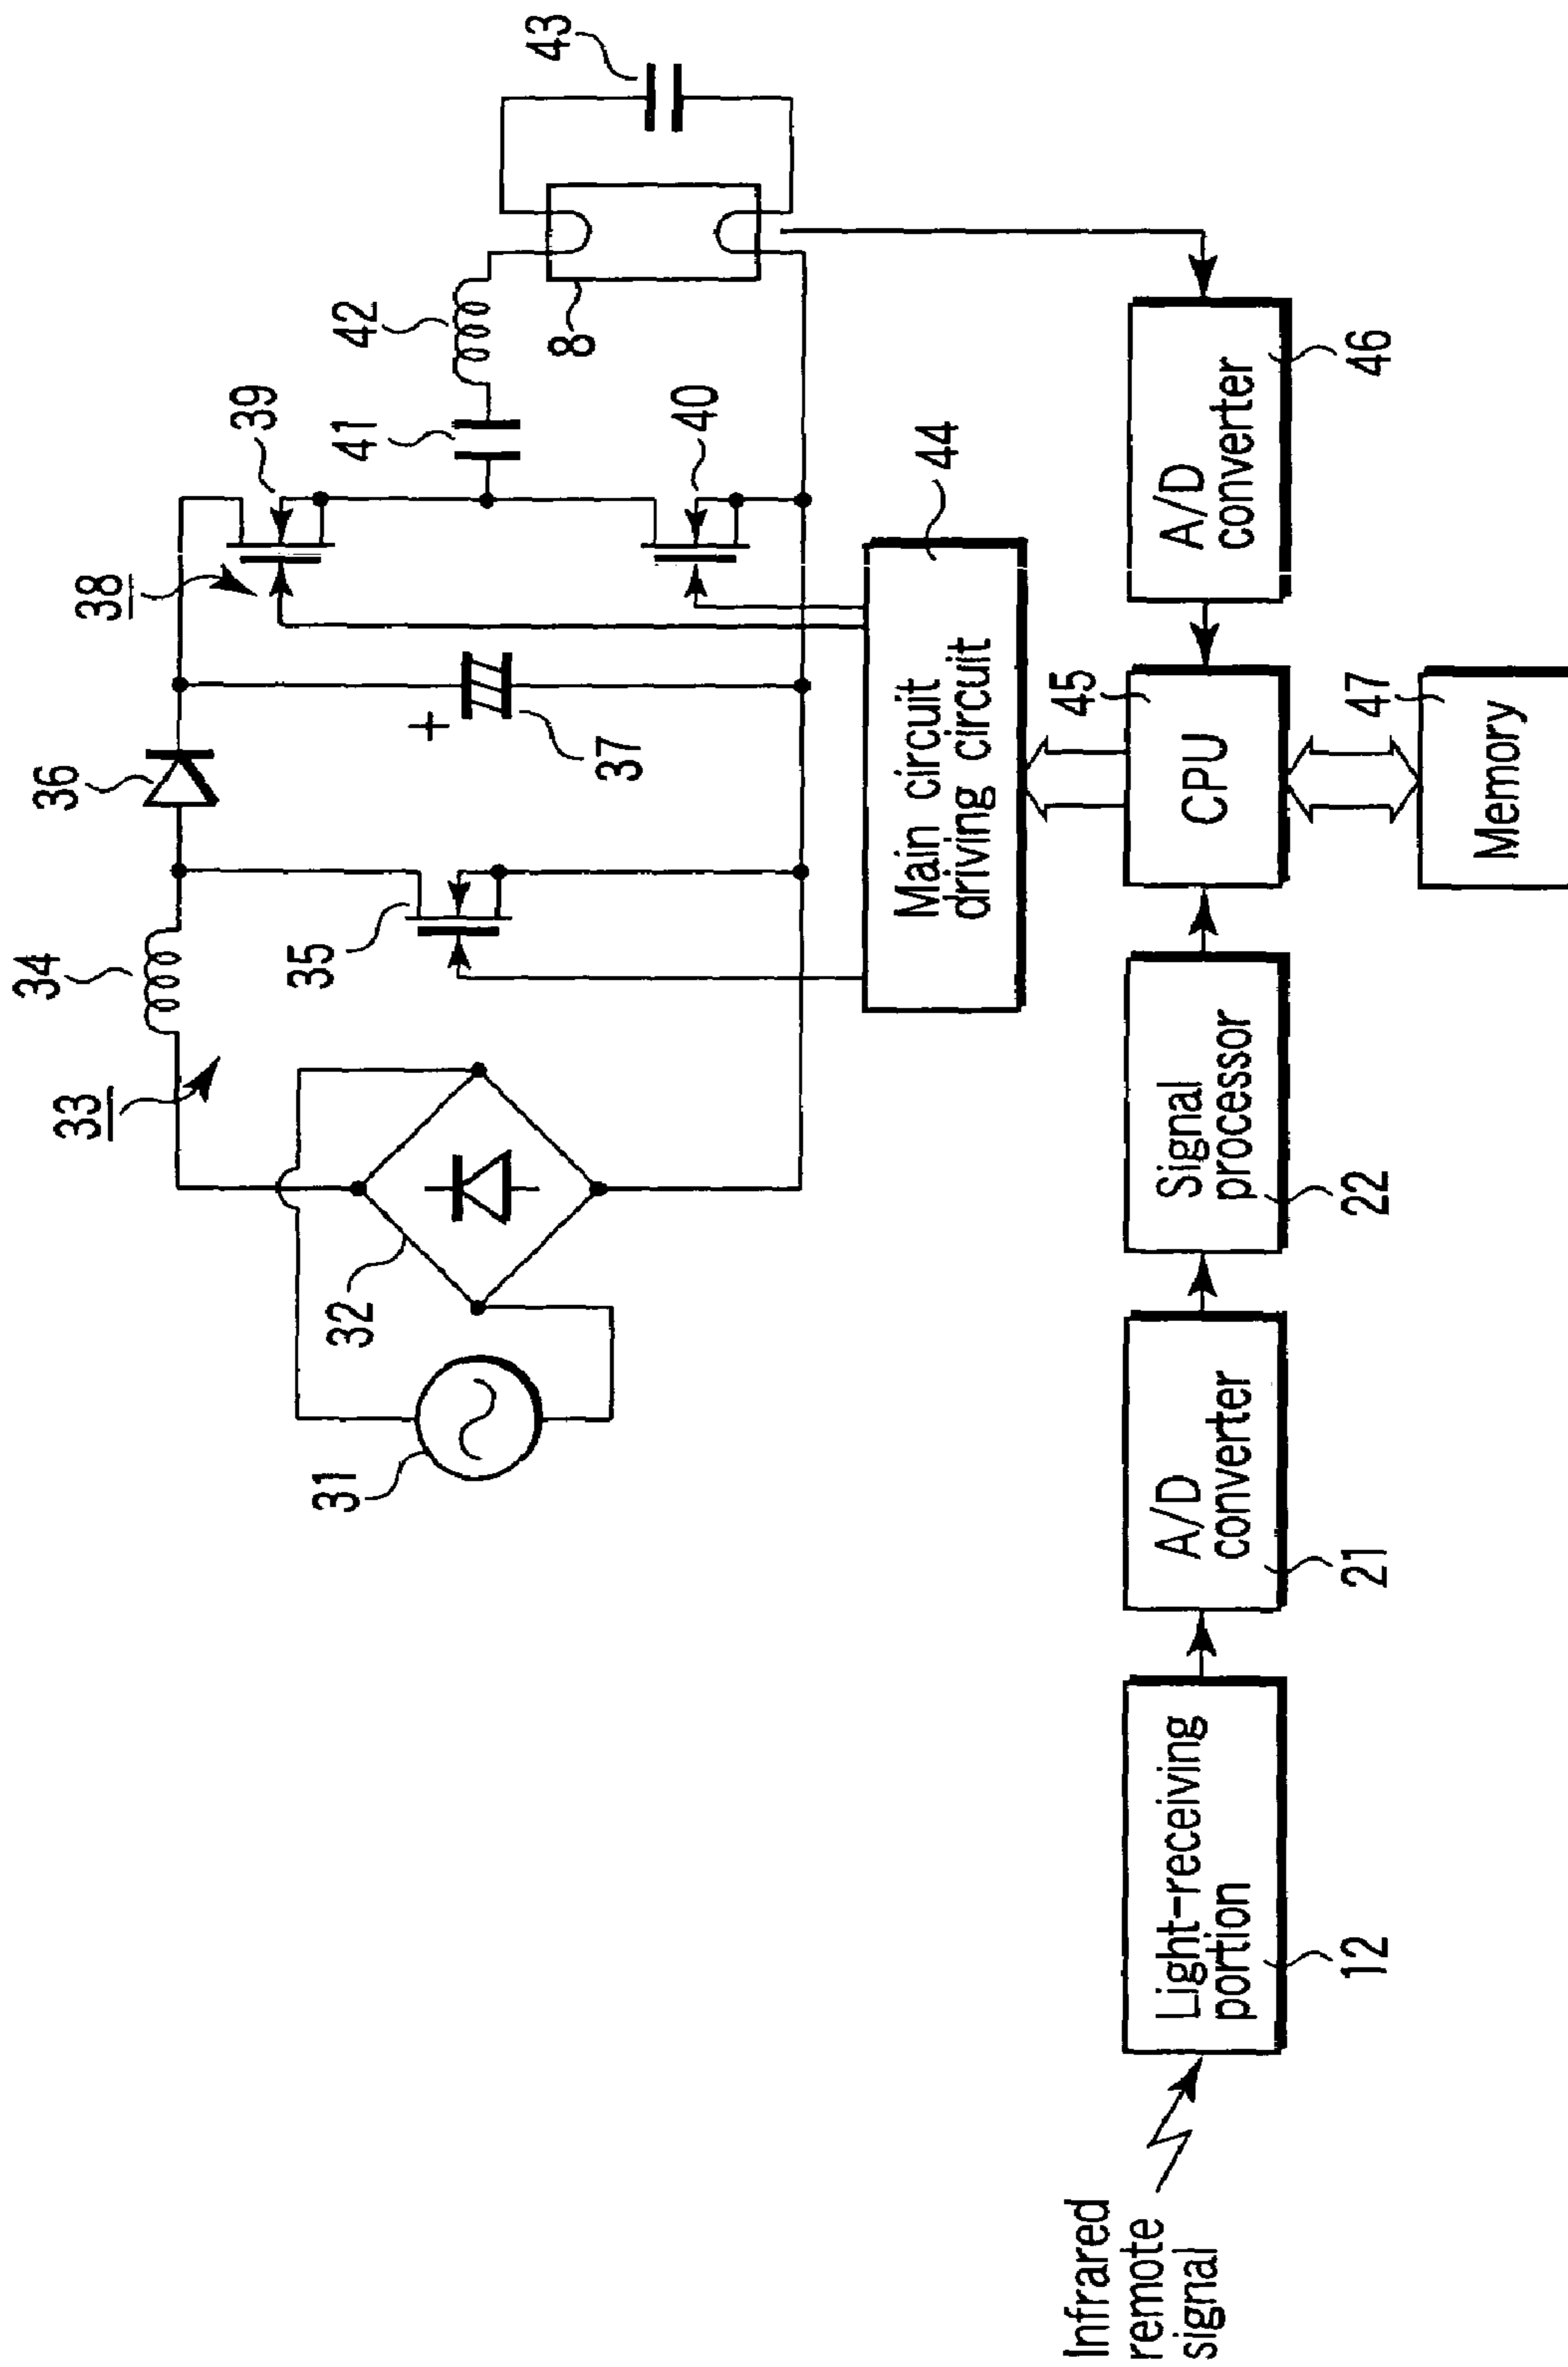 33
34
36
38
39
41
42
43
31
32
35
+
37
40
8
44
Main circuit
driving circuit
Infrared
remote
signal
Light-receiving
portion
12
A/D
converter
21
Signal
processor
22
45
CPU
A/D
converter
46
47
Memory